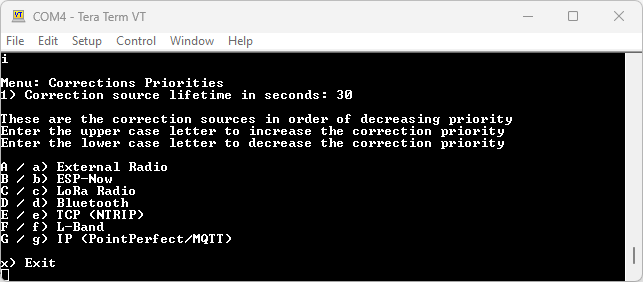 COM4 - Tera Term VT
File Edit Setup Control Window Help
i
Menu: Corrections Priorities
1) Correction source lifetime in seconds: 30
These are the correction sources in order of decreasing priority
Enter the upper case letter to increase the correction priority
Enter the lower case letter to decrease the correction priority
A / a) External Radio
B / b) ESP-Now
C / c) LoRa Radio
D / d) Bluetooth
E / e) TCP (NTRIP)
F / f) L-Band
G / g) IP (PointPerfect/MQTT)
x) Exit